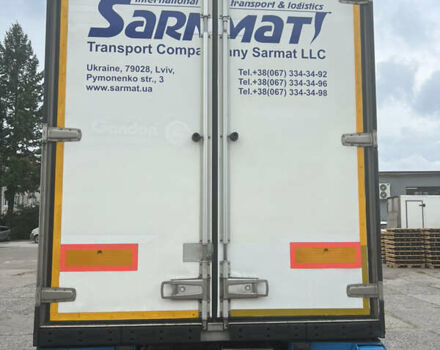 International transport & logistics
SARMAT
Transport Company Sarmat LLC
Ukraine, 79028, Lviv,
Pymonenko str., 3
www.sarmat.ua
Tel.+38(067) 334-34-92
Tel.+38(067) 334-34-96
Tel.+38(067) 334-34-98